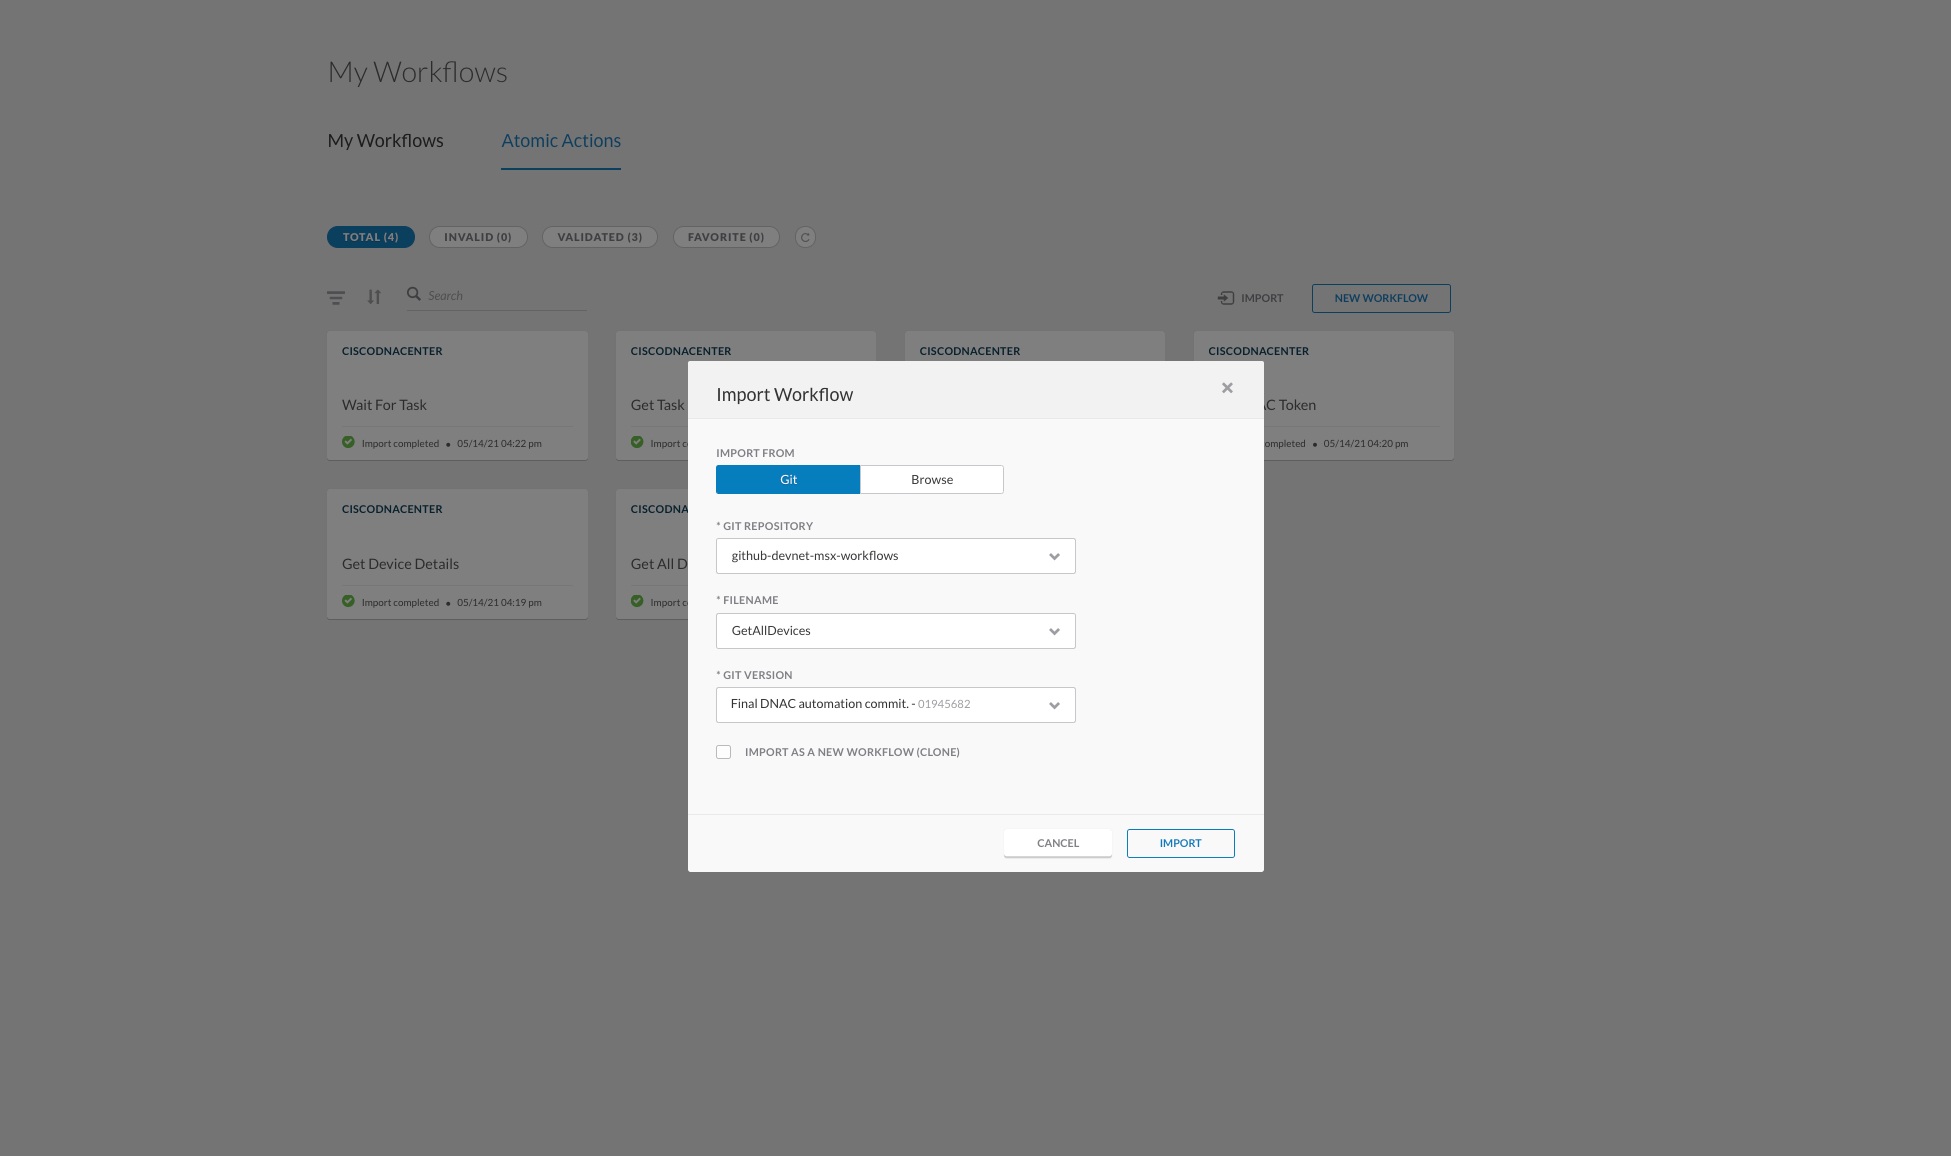 My Workflows
My Workflows Atomic Actions
TOTAL (4) INVALID (0) VALIDATED (3) FAVORITE (0)
Search IMPORT NEW WORKFLOW
CISCODNACENTER CISCODNACENTER CISCODNACENTER CISCODNACENTER
Import Workflow
Wait For Task Get Task Token
Import completed • 05/14/21 04:22 pm Import • 05/14/21 04:20 pm
IMPORT FROM
Git Browse
CISCODNACENTER
* GIT REPOSITORY
github-devnet-msx-workflows
Get Device Details Get All
Import completed • 05/14/21 04:19 pm Import
* FILENAME
GetAllDevices
* GIT VERSION
Final DNAC automation commit. - 01945682
IMPORT AS A NEW WORKFLOW (CLONE)
CANCEL IMPORT